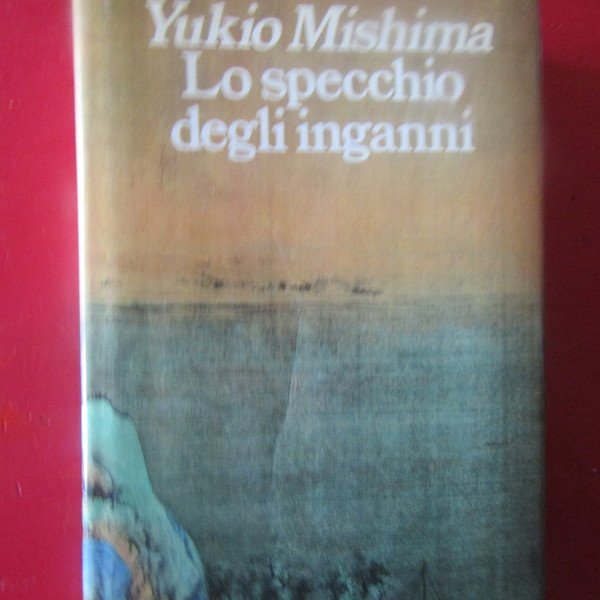 Yukio Mishima
Lo specchio
degli inganni